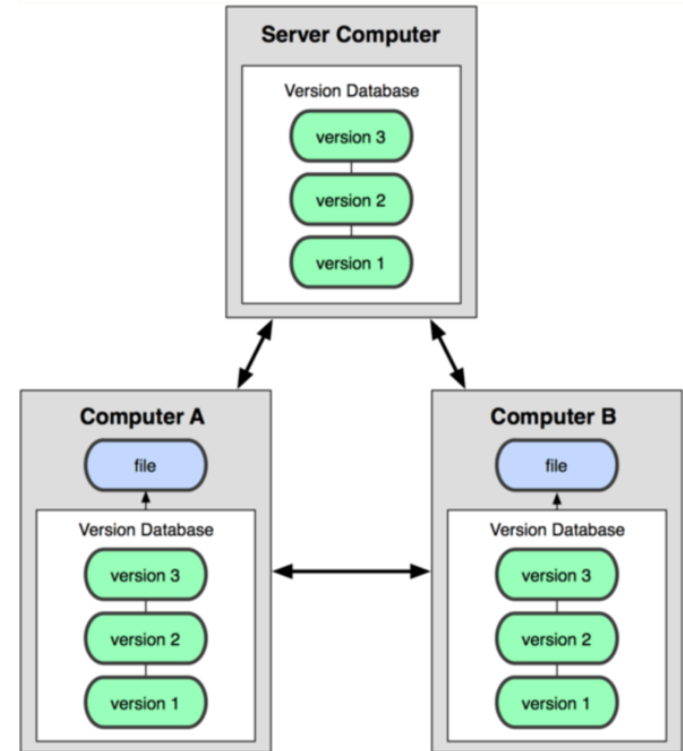 Server Computer
Version Database
version 3
version 2
version 1
Computer A
file
Version Database
version 3
version 2
version 1
Computer B
file
Version Database
version 3
version 2
version 1